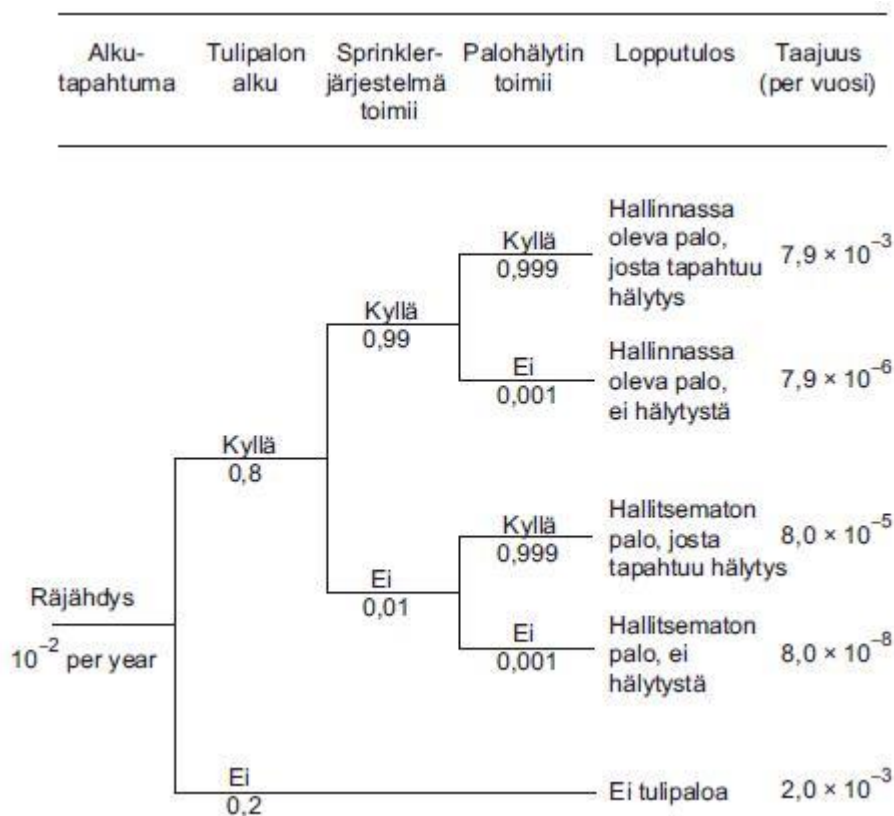 Alku-
tapahtuma
Tulipalon
alku
Sprinkler-
järjestelmä
toimii
Palohälytin
toimii
Lopputulos
Taajuus
(per vuosi)
Räjähdys
10⁻² per year
Kyllä
0,8
Kyllä
0,99
Kyllä
0,999
Hallinnassa
oleva palo,
josta tapahtuu
hälytys
7,9 × 10⁻³
Ei
0,001
Hallinnassa
oleva palo,
ei hälytystä
7,9 × 10⁻⁶
Ei
0,01
Kyllä
0,999
Hallitsematon
palo, josta
tapahtuu hälytys
8,0 × 10⁻⁵
Ei
0,001
Hallitsematon
palo, ei
hälytystä
8,0 × 10⁻⁸
Ei
0,2
Ei tulipaloa
2,0 × 10⁻³